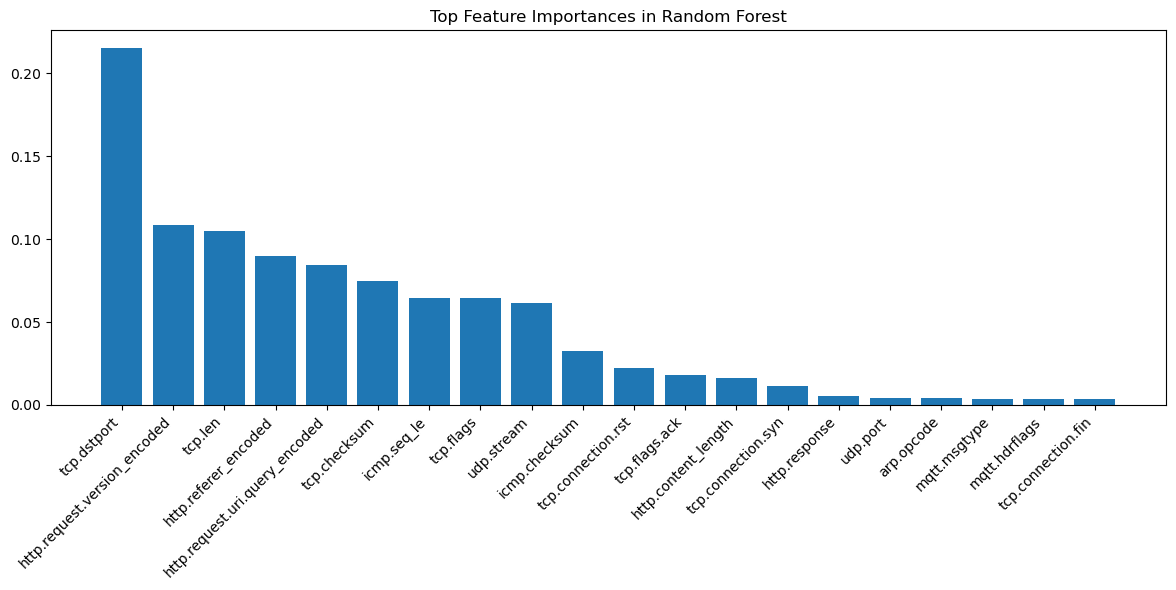 Top Feature Importances in Random Forest
0.20
0.15
0.10
0.05
0.00
tcp.dstport
http.request.version_encoded
tcp.len
http.referer_encoded
http.request.uri.query_encoded
tcp.checksum
icmp.seq_le
tcp.flags
udp.stream
icmp.checksum
tcp.connection.rst
tcp.flags.ack
http.content_length
tcp.connection.syn
http.response
udp.port
arp.opcode
mqtt.msgtype
mqtt.hdrflags
tcp.connection.fin